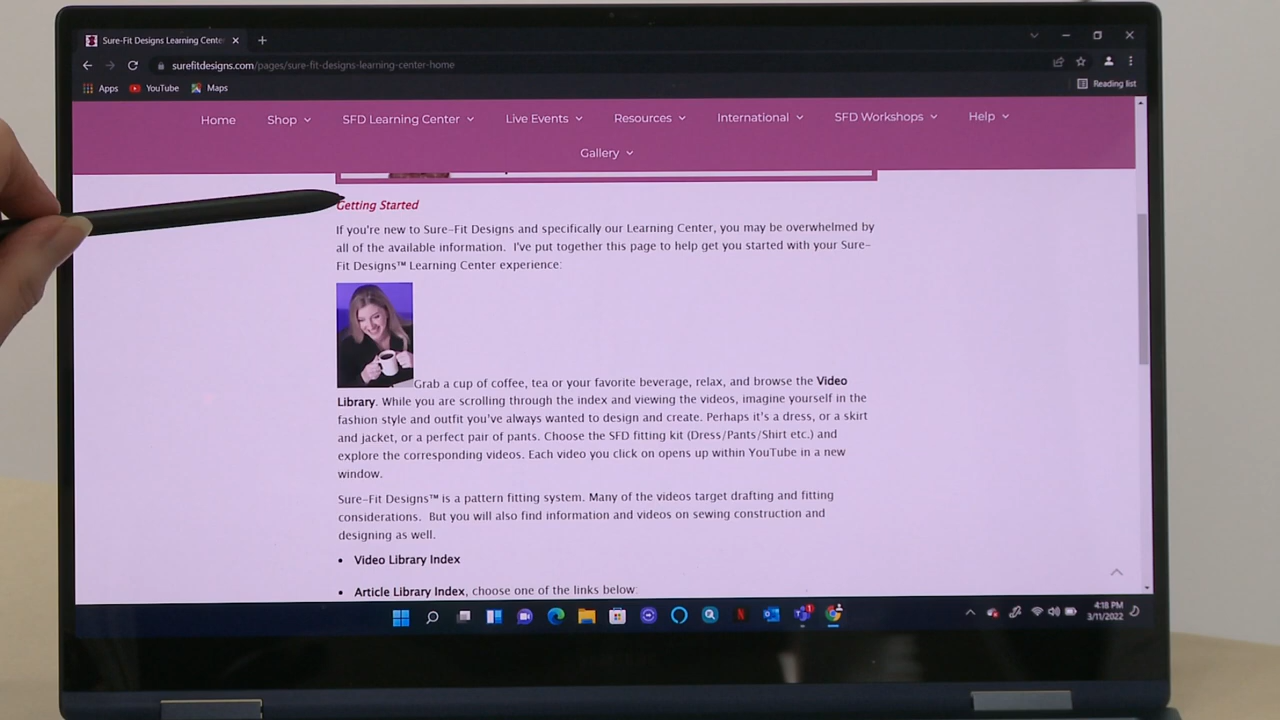 Sure-Fit Designs Learning Cente
surefitdesigns.com/pages/sure-fit-designs-learning-center-home
Apps YouTube Maps Reading list
Home Shop SFD Learning Center Live Events Resources International SFD Workshops Help
Gallery
Getting Started
If you're new to Sure-Fit Designs and specifically our Learning Center, you may be overwhelmed by
all of the available information. I've put together this page to help get you started with your Sure-
Fit Designs™ Learning Center experience:
Grab a cup of coffee, tea or your favorite beverage, relax, and browse the Video
Library. While you are scrolling through the index and viewing the videos, imagine yourself in the
fashion style and outfit you've always wanted to design and create. Perhaps it's a dress, or a skirt
and jacket, or a perfect pair of pants. Choose the SFD fitting kit (Dress/Pants/Shirt etc.) and
explore the corresponding videos. Each video you click on opens up within YouTube in a new
window.
Sure-Fit Designs™ is a pattern fitting system. Many of the videos target drafting and fitting
considerations. But you will also find information and videos on sewing construction and
designing as well.
• Video Library Index
• Article Library Index, choose one of the links below:
4:18 PM
3/11/2022